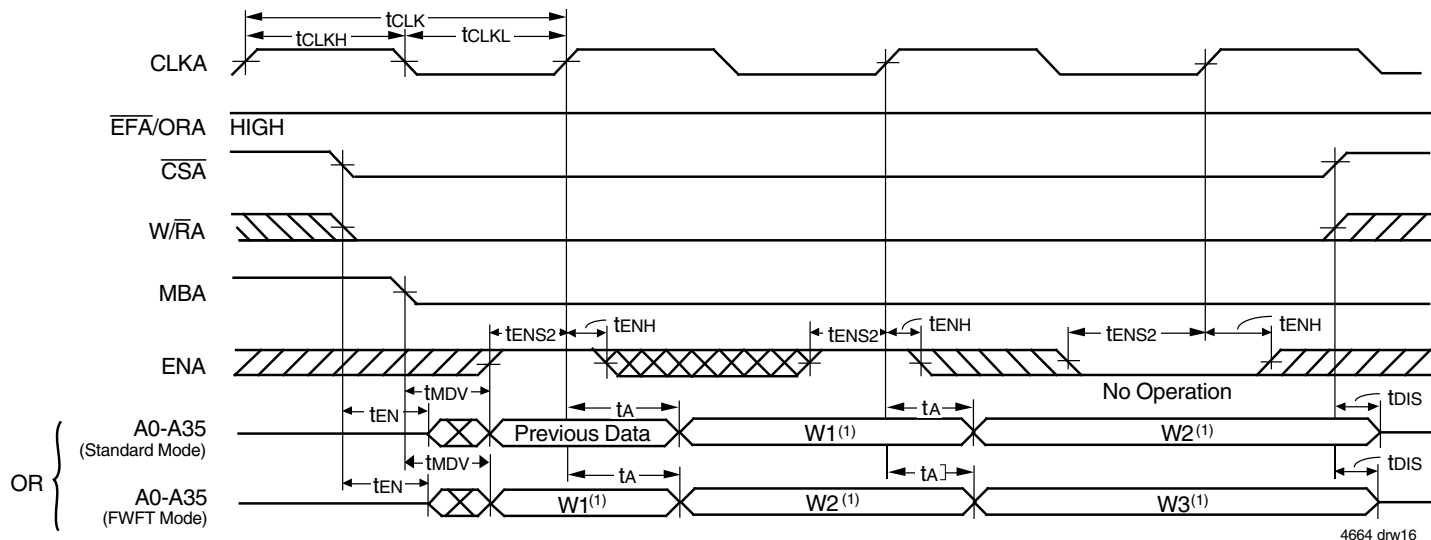 tCLK
tCLKH tCLKL
CLKA
EFA/ORA HIGH
CSA
W/RA
MBA
tENS2 tENH tENS2 tENH tENS2 tENH
ENA
No Operation
tMDV
tEN tA tA tDIS
A0-A35 Previous Data W1(1) W2(1)
(Standard Mode)
OR
tMDV
tEN tA tA tDIS
A0-A35 W1(1) W2(1) W3(1)
(FWFT Mode)
4664 drw16